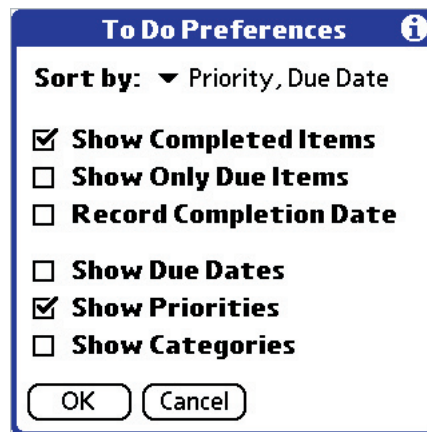 To Do Preferences i
Sort by: Priority, Due Date
Show Completed Items
Show Only Due Items
Record Completion Date
Show Due Dates
Show Priorities
Show Categories
OK Cancel